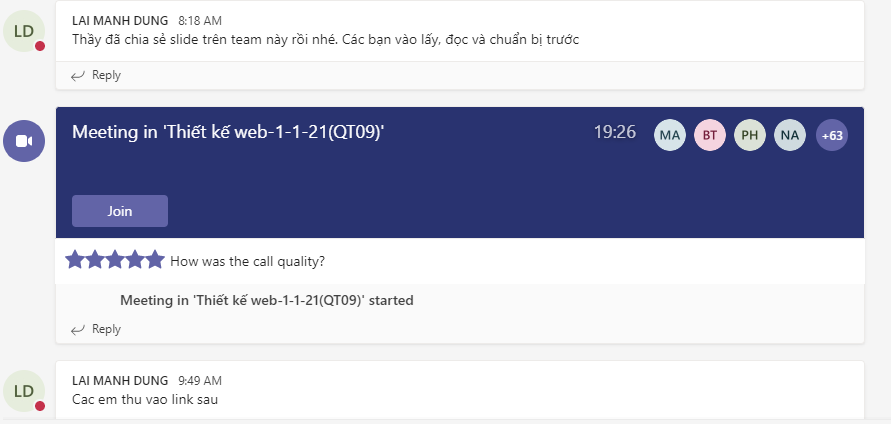 LD
LAI MANH DUNG 8:18 AM
Thầy đã chia sẻ slide trên team này rồi nhé. Các bạn vào lấy, đọc và chuẩn bị trước
Reply
Meeting in 'Thiết kế web-1-1-21(QT09)' 19:26 MA BT PH NA +63
Join
How was the call quality?
Meeting in 'Thiết kế web-1-1-21(QT09)' started
Reply
LD
LAI MANH DUNG 9:49 AM
Cac em thu vao link sau